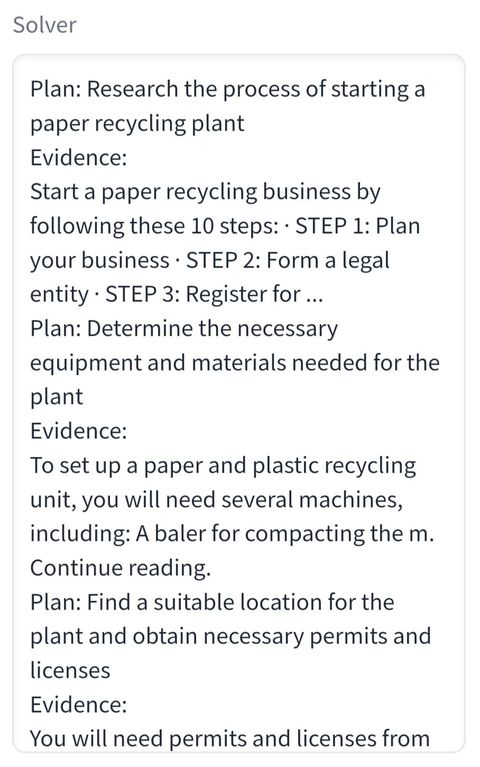 Solver
Plan: Research the process of starting a
paper recycling plant
Evidence:
Start a paper recycling business by
following these 10 steps: · STEP 1: Plan
your business · STEP 2: Form a legal
entity · STEP 3: Register for ...
Plan: Determine the necessary
equipment and materials needed for the
plant
Evidence:
To set up a paper and plastic recycling
unit, you will need several machines,
including: A baler for compacting the m.
Continue reading.
Plan: Find a suitable location for the
plant and obtain necessary permits and
licenses
Evidence:
You will need permits and licenses from